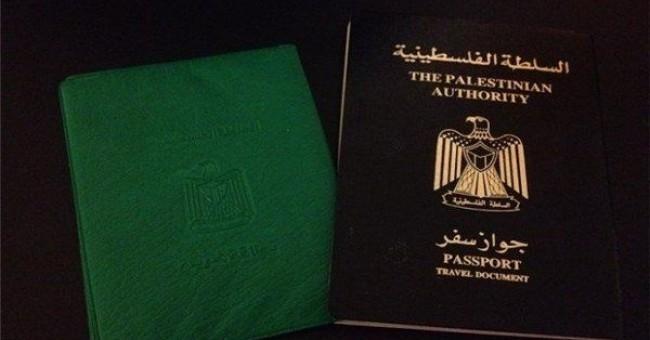 السلطة الفلسطينية
THE PALESTINIAN
AUTHORITY
السلطة الفلسطينية
جواز سفر
PASSPORT
TRAVEL DOCUMENT